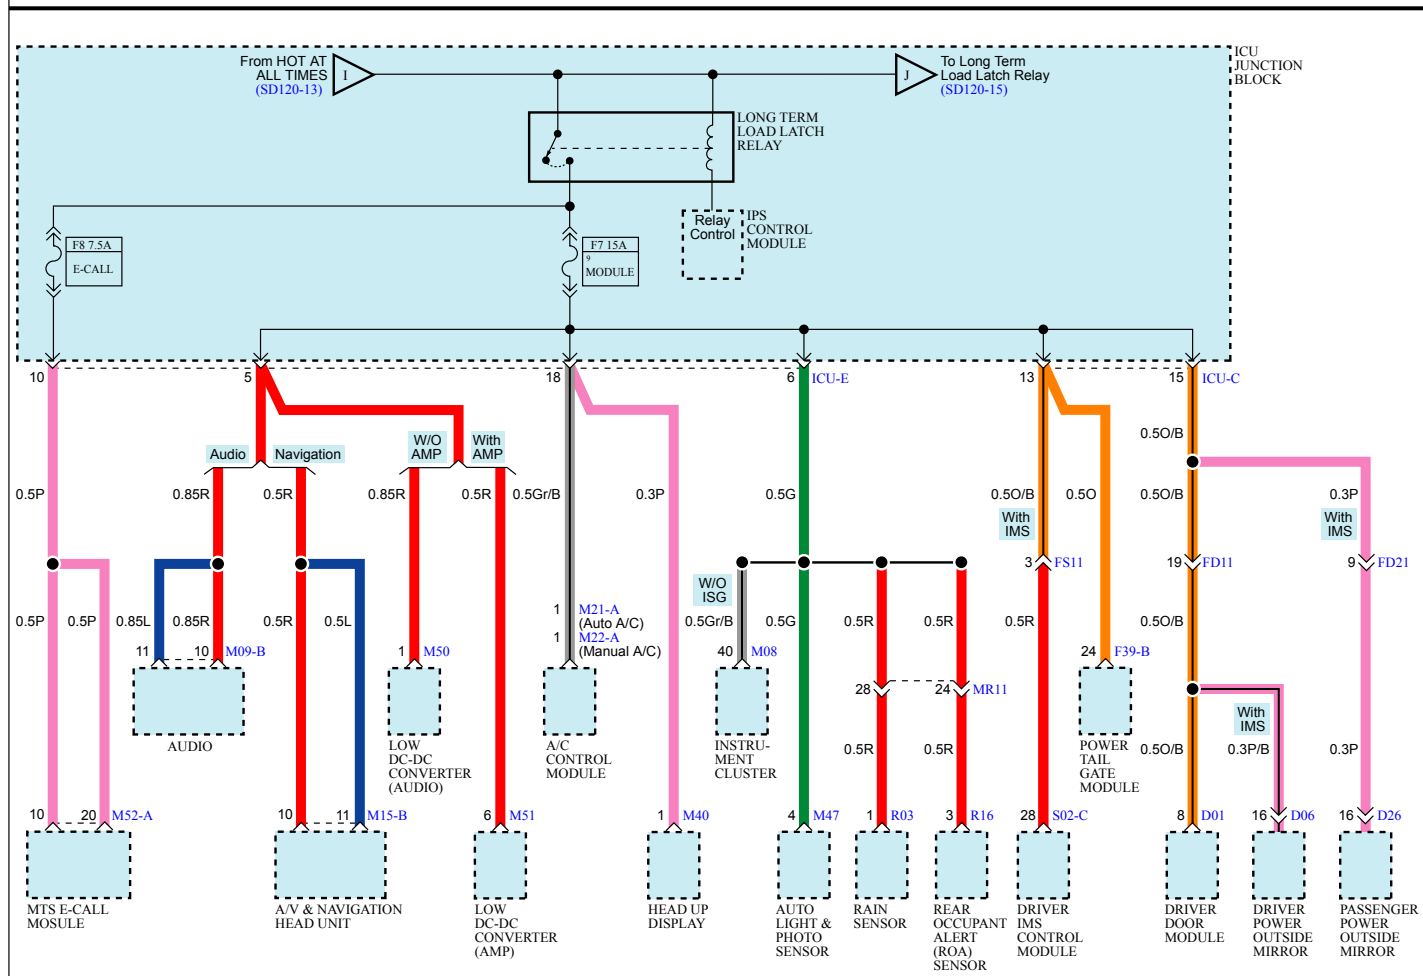 From HOT AT
ALL TIMES
(SD120-13)
I
J
To Long Term
Load Latch Relay
(SD120-15)
ICU
JUNCTION
BLOCK
LONG TERM
LOAD LATCH
RELAY
Relay
Control
IPS
CONTROL
MODULE
F8 7.5A
E-CALL
F7 15A
9
MODULE
10
5
18
6
ICU-E
13
15
ICU-C
Audio
Navigation
W/O
AMP
With
AMP
0.5O/B
0.5P
0.85R
0.5R
0.85R
0.5R
0.5Gr/B
0.3P
0.5G
0.5O/B
0.5O
0.5O/B
0.3P
With
IMS
With
IMS
3
FS11
19
FD11
9
FD21
W/O
ISG
0.5P
0.5P
0.85L
0.85R
0.5R
0.5L
1
M21-A
(Auto A/C)
1
M22-A
(Manual A/C)
0.5Gr/B
0.5G
0.5R
0.5R
0.5O/B
11
10
M09-B
1
M50
40
M08
24
F39-B
28
24
MR11
AUDIO
LOW
DC-DC
CONVERTER
(AUDIO)
A/C
CONTROL
MODULE
INSTRU-
MENT
CLUSTER
0.5R
0.5R
POWER
TAIL
GATE
MODULE
With
IMS
0.5O/B
0.3P/B
0.3P
10
20
M52-A
10
11
M15-B
6
M51
1
M40
4
M47
1
R03
3
R16
28
S02-C
8
D01
16
D06
16
D26
MTS E-CALL
MOSULE
A/V & NAVIGATION
HEAD UNIT
LOW
DC-DC
CONVERTER
(AMP)
HEAD UP
DISPLAY
AUTO
LIGHT &
PHOTO
SENSOR
RAIN
SENSOR
REAR
OCCUPANT
ALERT
(ROA)
SENSOR
DRIVER
IMS
CONTROL
MODULE
DRIVER
DOOR
MODULE
DRIVER
POWER
OUTSIDE
MIRROR
PASSENGER
POWER
OUTSIDE
MIRROR